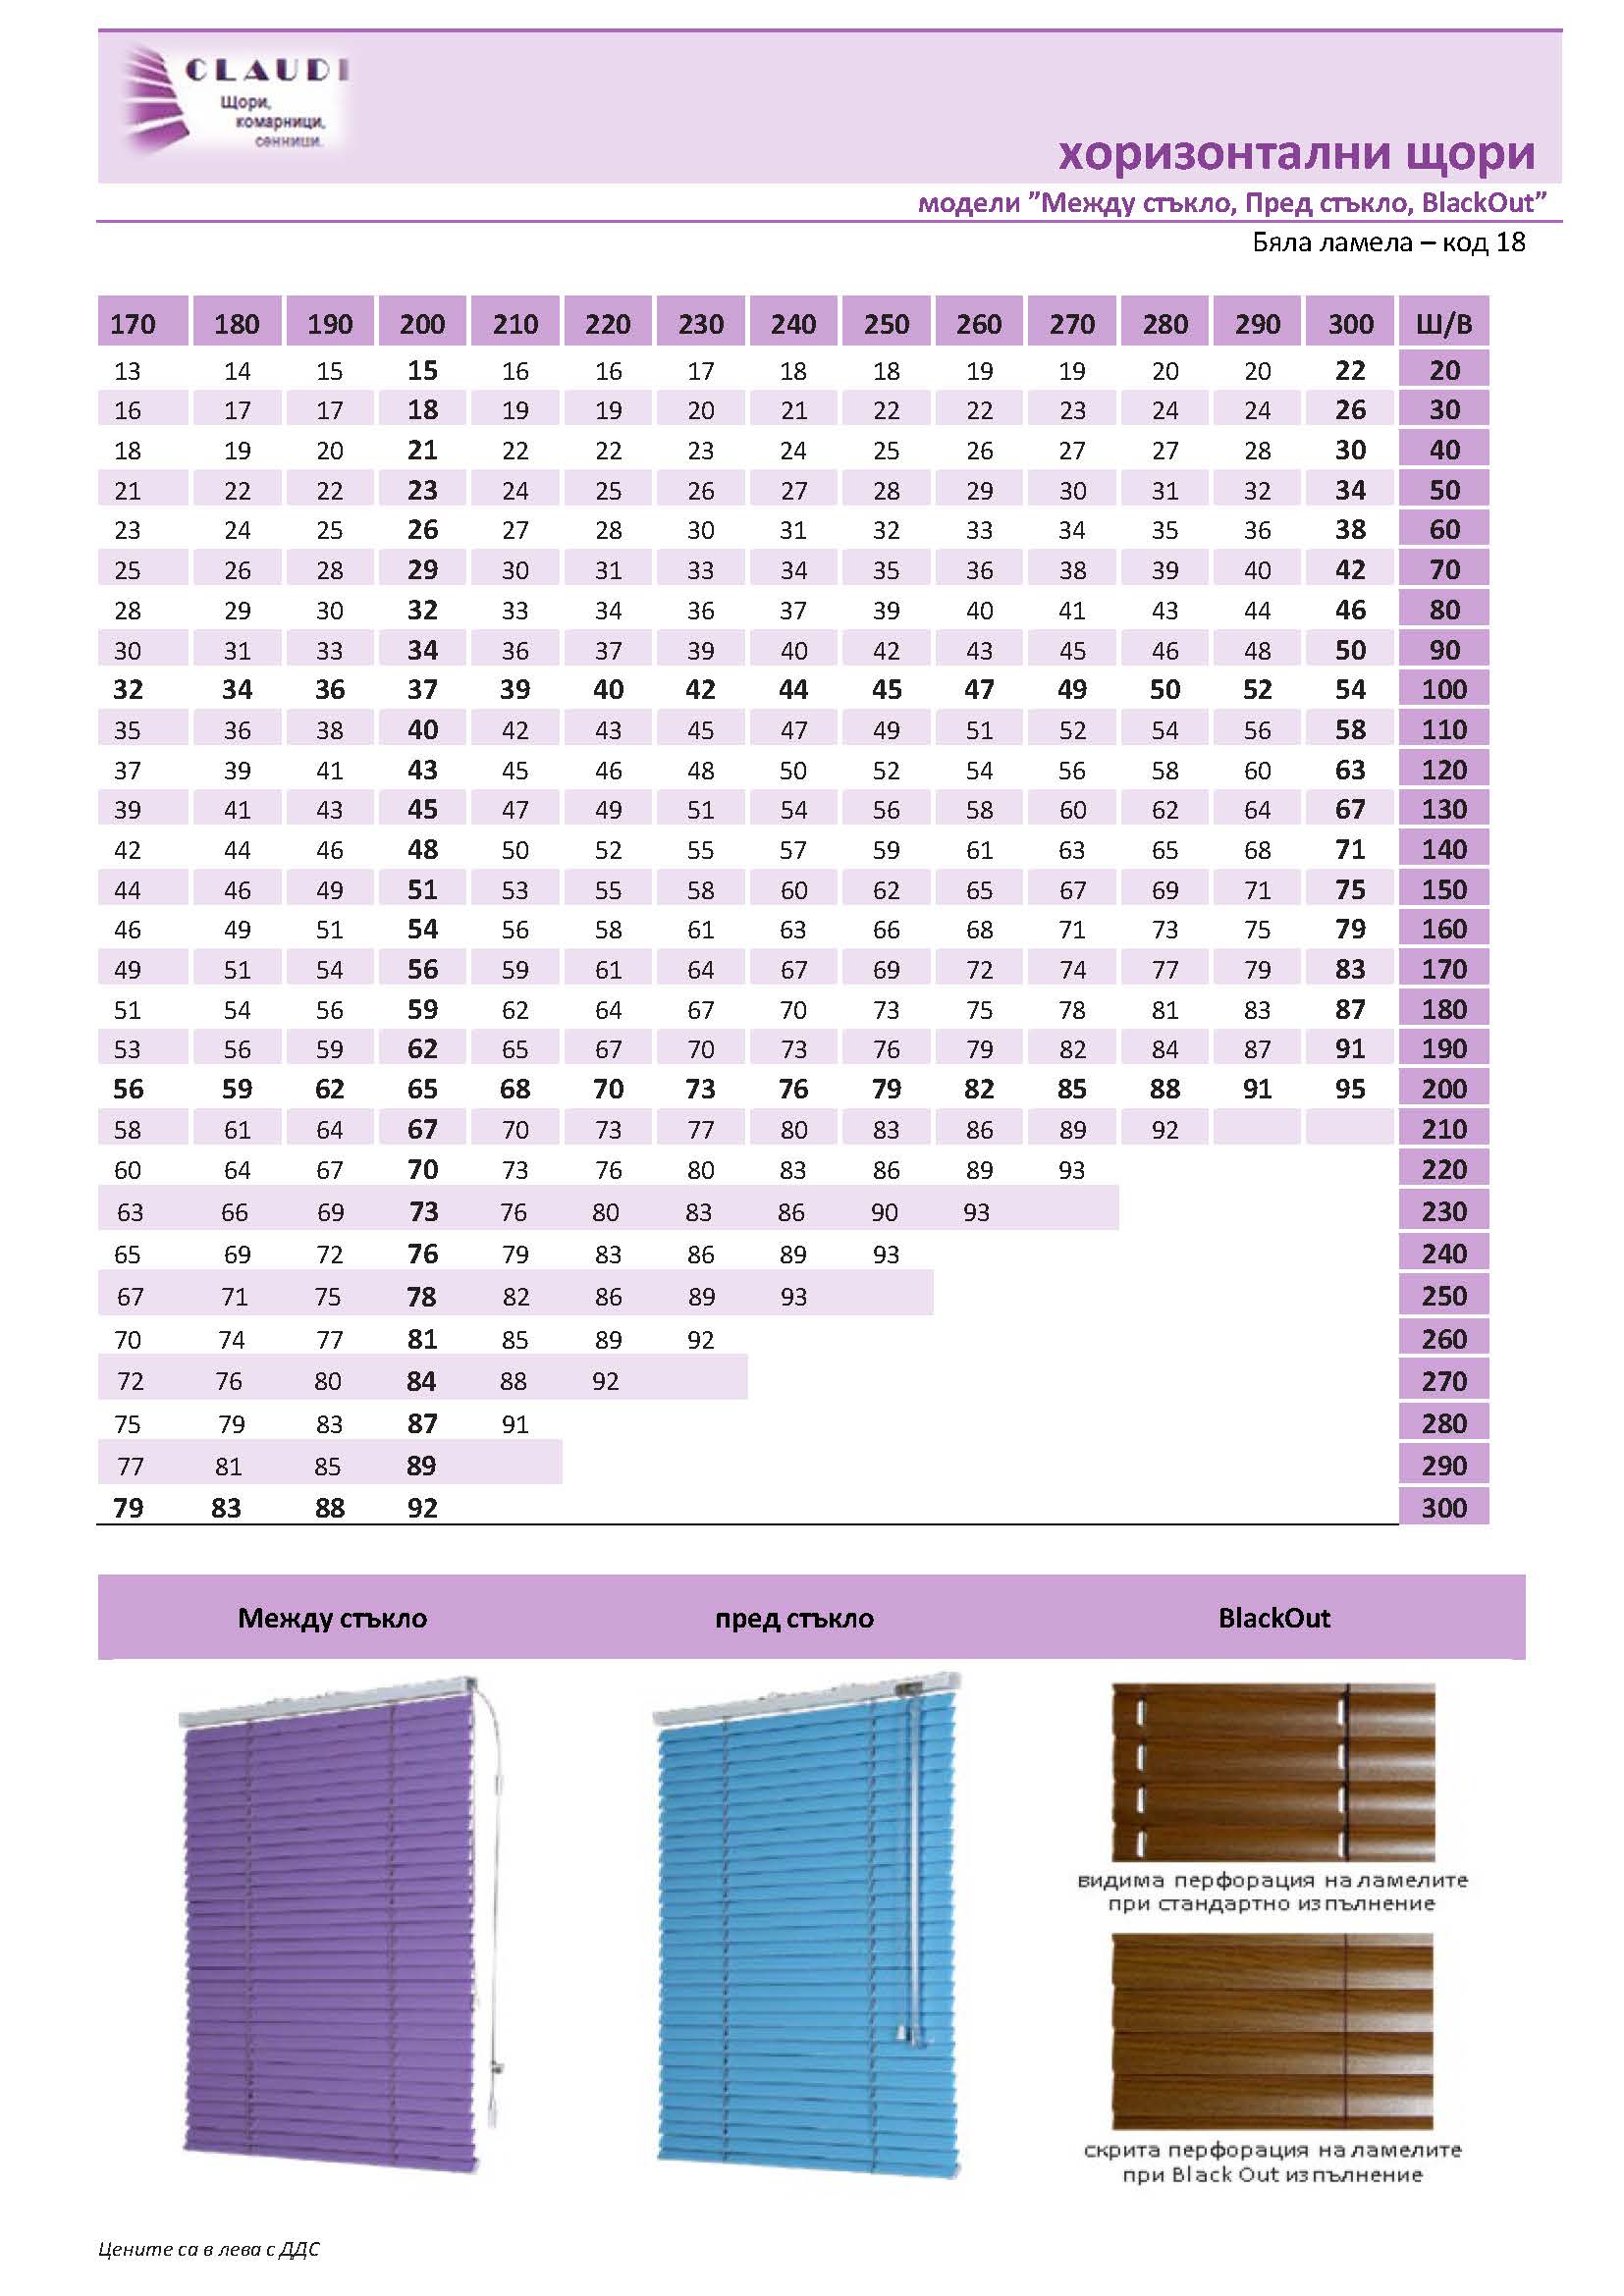 CLAUDI
Щори,
комарници,
сенници.
хоризонтални щори
модели ”Между стъкло, Пред стъкло, BlackOut”
Бяла ламела – код 18
170 180 190 200 210 220 230 240 250 260 270 280 290 300 Ш/В
13 14 15 15 16 16 17 18 18 19 19 20 20 22 20
16 17 17 18 19 19 20 21 22 22 23 24 24 26 30
18 19 20 21 22 22 23 24 25 26 27 27 28 30 40
21 22 22 23 24 25 26 27 28 29 30 31 32 34 50
23 24 25 26 27 28 30 31 32 33 34 35 36 38 60
25 26 28 29 30 31 33 34 35 36 38 39 40 42 70
28 29 30 32 33 34 36 37 39 40 41 43 44 46 80
30 31 33 34 36 37 39 40 42 43 45 46 48 50 90
32 34 36 37 39 40 42 44 45 47 49 50 52 54 100
35 36 38 40 42 43 45 47 49 51 52 54 56 58 110
37 39 41 43 45 46 48 50 52 54 56 58 60 63 120
39 41 43 45 47 49 51 54 56 58 60 62 64 67 130
42 44 46 48 50 52 55 57 59 61 63 65 68 71 140
44 46 49 51 53 55 58 60 62 65 67 69 71 75 150
46 49 51 54 56 58 61 63 66 68 71 73 75 79 160
49 51 54 56 59 61 64 67 69 72 74 77 79 83 170
51 54 56 59 62 64 67 70 73 75 78 81 83 87 180
53 56 59 62 65 67 70 73 76 79 82 84 87 91 190
56 59 62 65 68 70 73 76 79 82 85 88 91 95 200
58 61 64 67 70 73 77 80 83 86 89 92 210
60 64 67 70 73 76 80 83 86 89 93 220
63 66 69 73 76 80 83 86 90 93 230
65 69 72 76 79 83 86 89 93 240
67 71 75 78 82 86 89 93 250
70 74 77 81 85 89 92 260
72 76 80 84 88 92 270
75 79 83 87 91 280
77 81 85 89 290
79 83 88 92 300
Между стъкло пред стъкло BlackOut
видима перфорация на ламелите
при стандартно изпълнение
скрита перфорация на ламелите
при Black Out изпълнение
Цените са в лева с ДДС